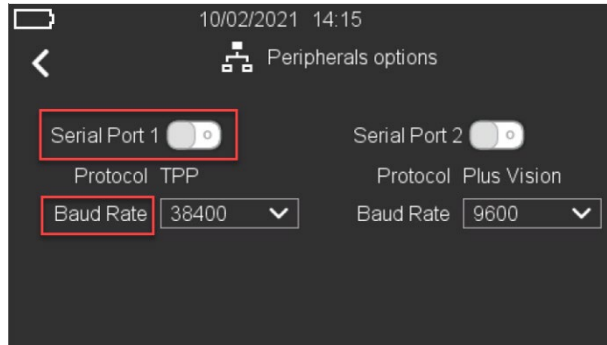 10/02/2021 14:15
Peripherals options
Serial Port 1
Serial Port 2
Protocol TPP
Protocol Plus Vision
Baud Rate 38400
Baud Rate 9600